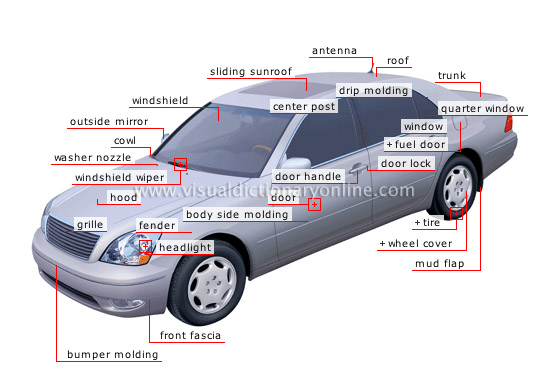 antenna
roof
sliding sunroof
trunk
drip molding
windshield
center post
quarter window
outside mirror
window
cowl
+ fuel door
washer nozzle
door lock
windshield wiper
door handle
www.visualdictionaryonline.com
hood
door
body side molding
grille
fender
+ tire
headlight
+ wheel cover
mud flap
front fascia
bumper molding